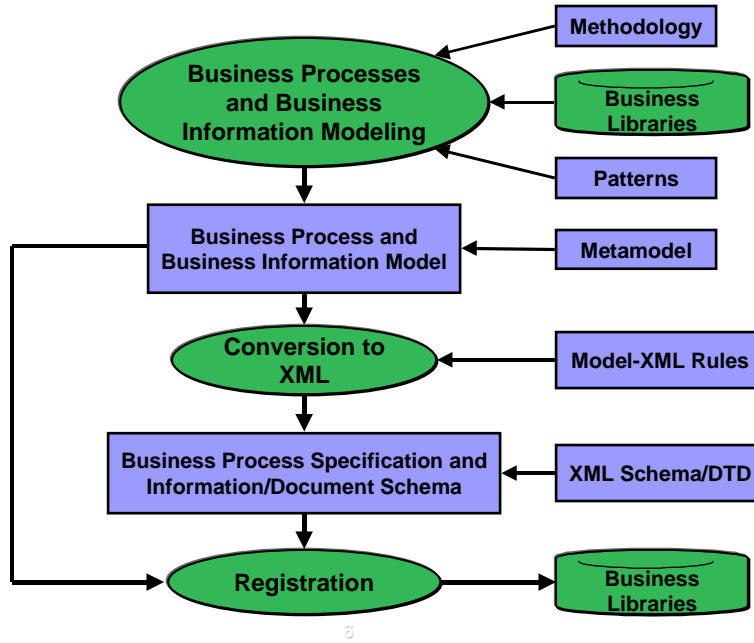 Methodology
Business Processes
and Business
Information Modeling
Business
Libraries
Patterns
Business Process and
Business Information Model
Metamodel
Conversion to
XML
Model-XML Rules
Business Process Specification and
Information/Document Schema
XML Schema/DTD
Registration
Business
Libraries
6